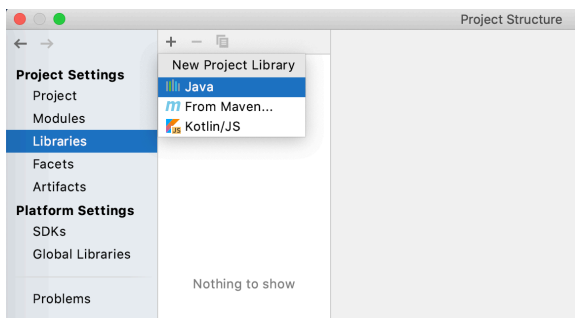 Project Structure
Project Settings
Project
Modules
Libraries
Facets
Artifacts
Platform Settings
SDKs
Global Libraries
Problems
New Project Library
Java
From Maven...
Kotlin/JS
Nothing to show